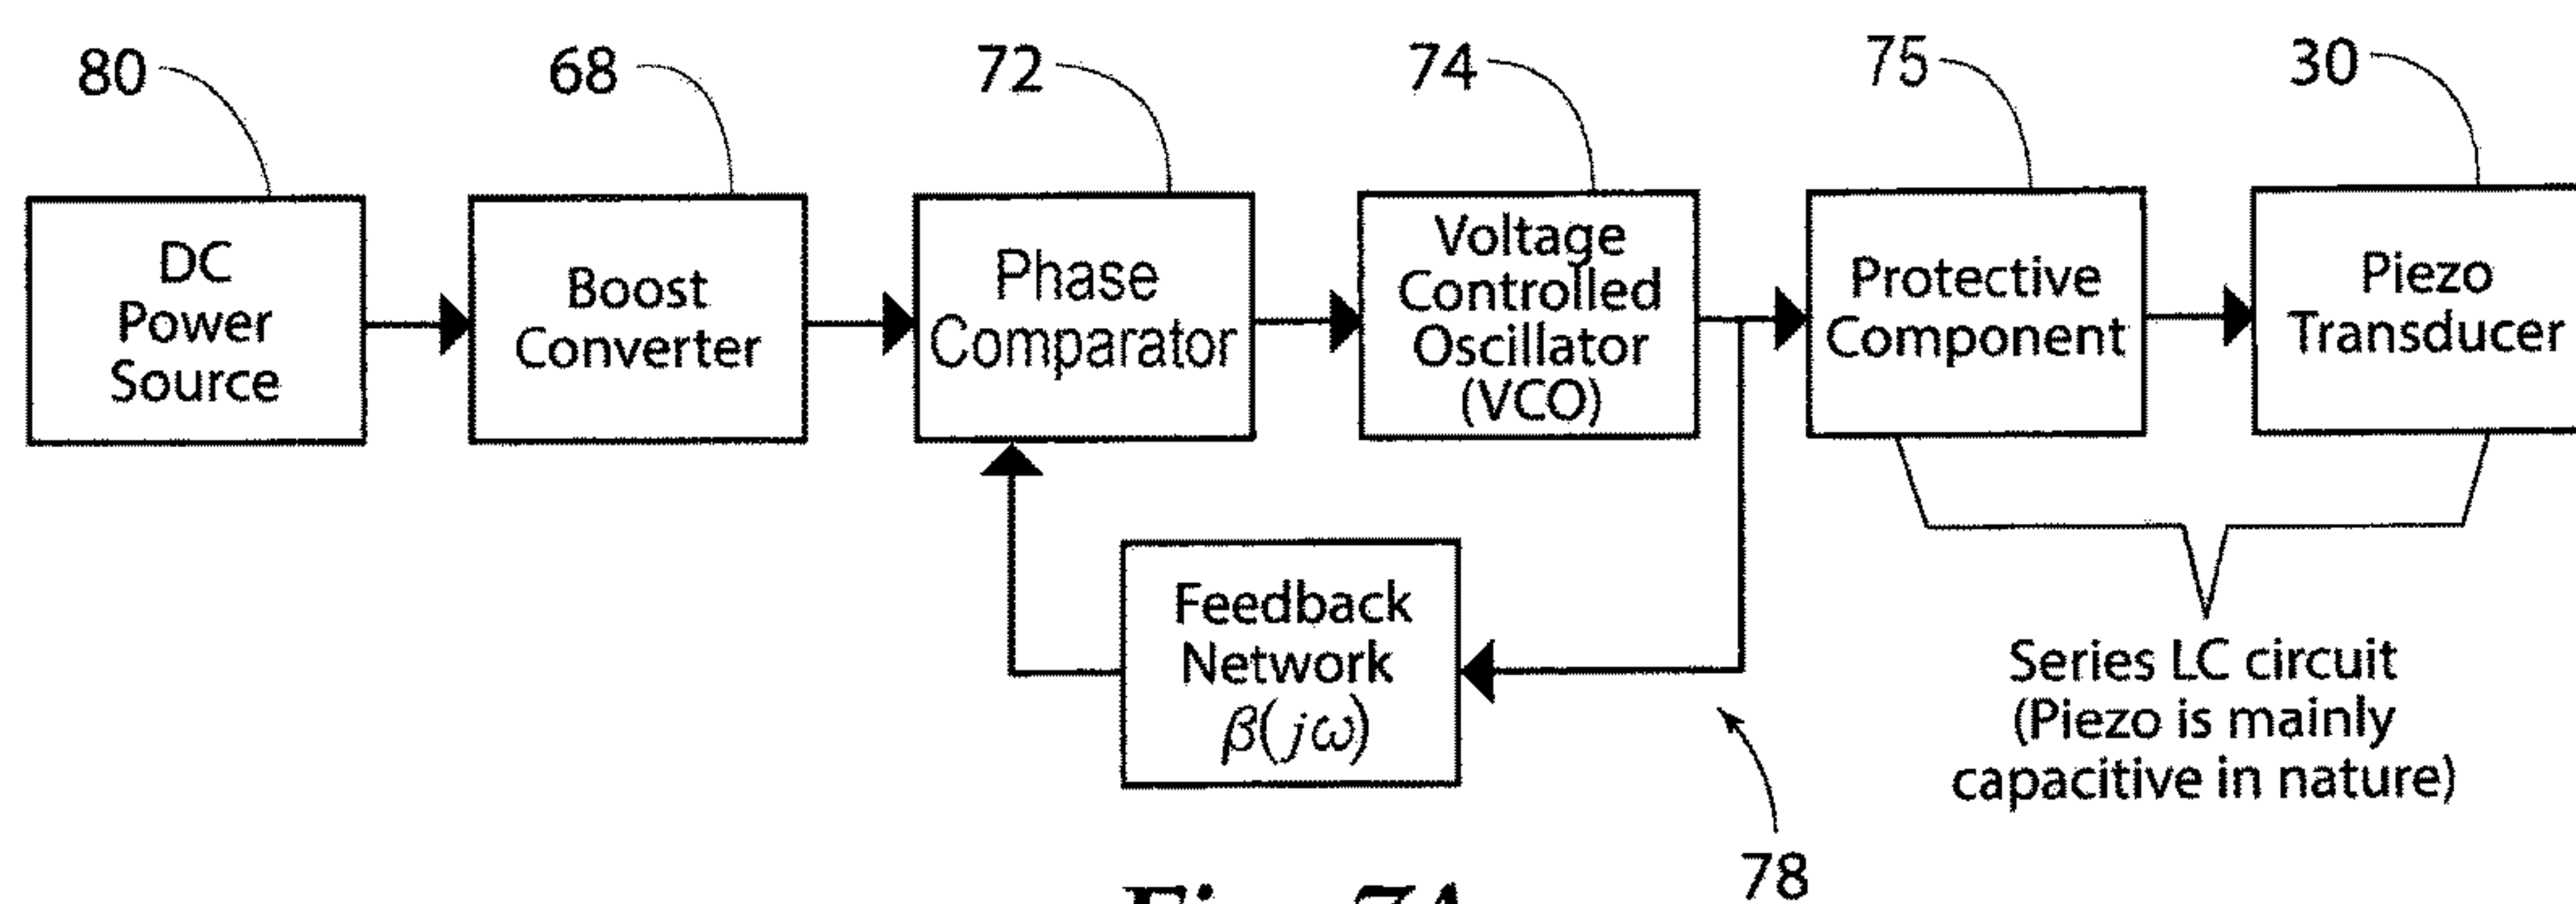 80
68
72
74
75
30
DC
Power
Source
Boost
Converter
Phase
Comparator
Voltage
Controlled
Oscillator
(VCO)
Protective
Component
Piezo
Transducer
Feedback
Network
β(jω)
Series LC circuit
(Piezo is mainly
capacitive in nature)
78